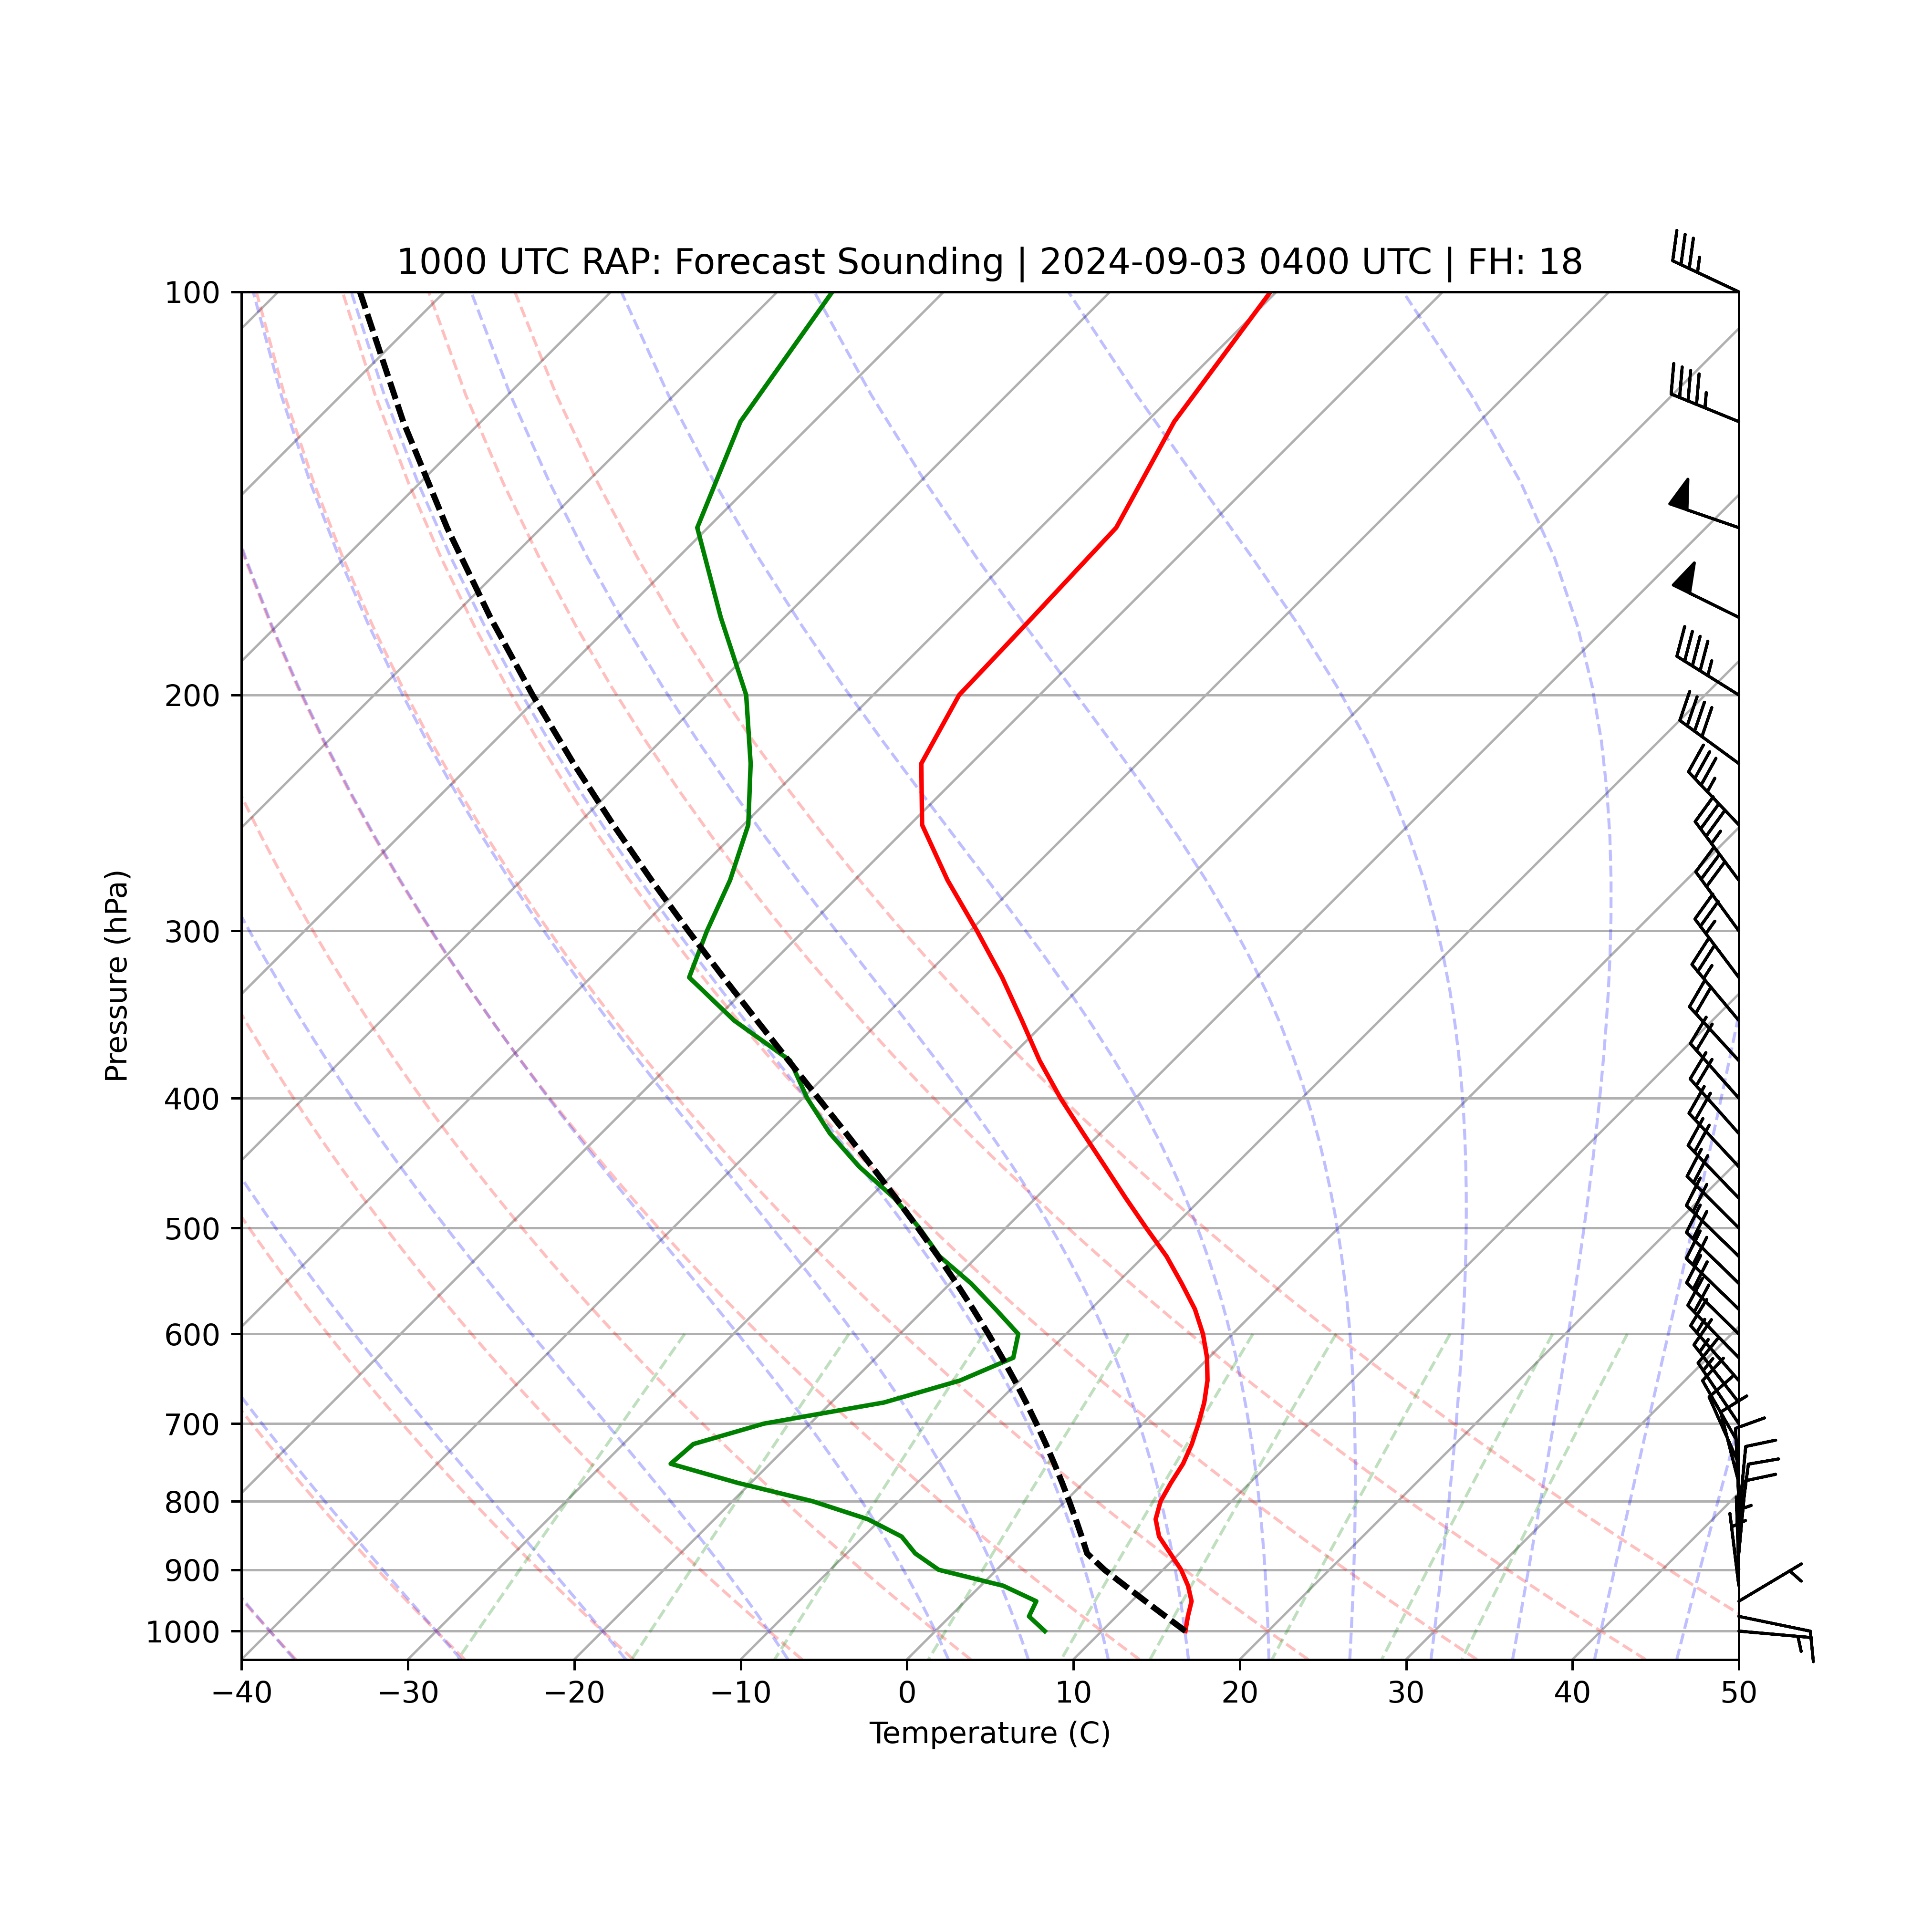 1000 UTC RAP: Forecast Sounding | 2024-09-03 0400 UTC | FH: 18
100
200
300
400
500
600
700
800
900
1000
Pressure (hPa)
−40 −30 −20 −10 0 10 20 30 40 50
Temperature (C)